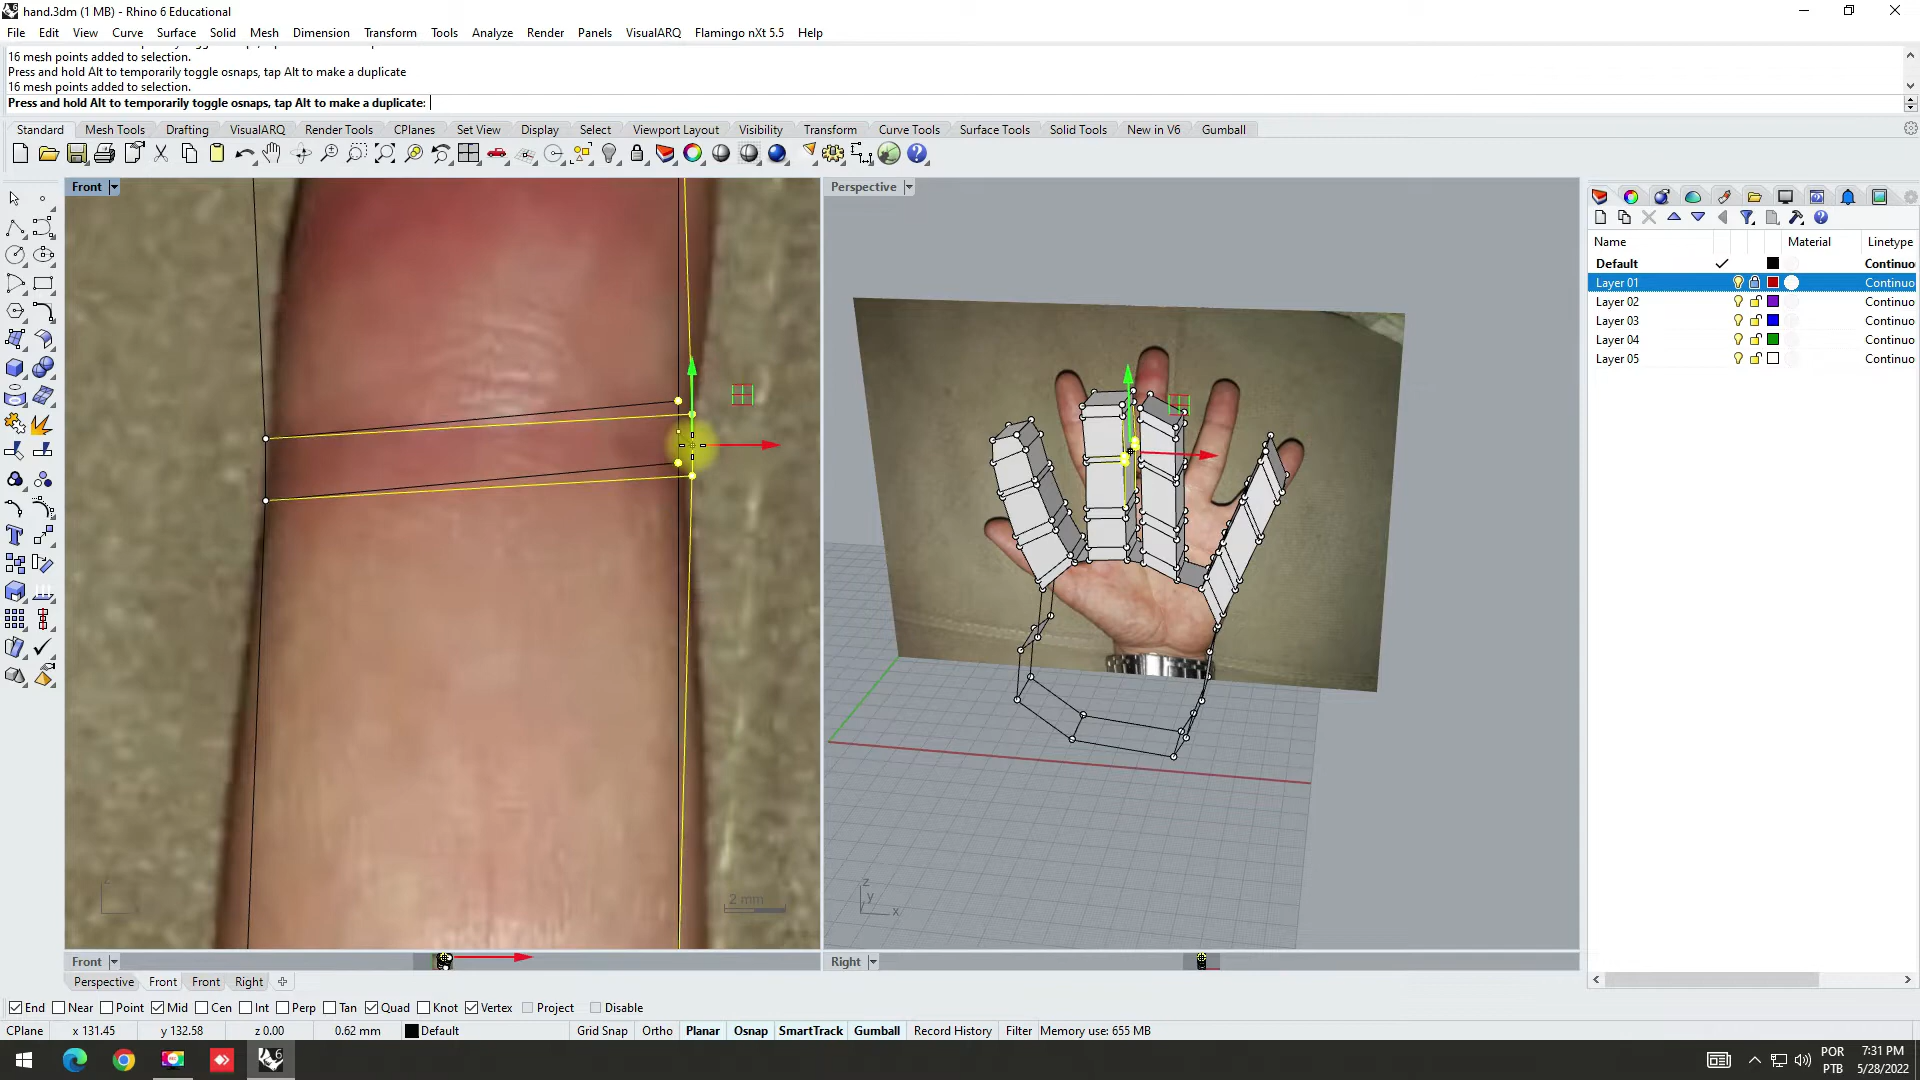 hand.3dm (1 MB) - Rhino 6 Educational
File Edit View Curve Surface Solid Mesh Dimension Transform Tools Analyze Render Panels VisualARQ Flamingo nXt 5.5 Help
16 mesh points added to selection.
Press and hold Alt to temporarily toggle osnaps, tap Alt to make a duplicate
16 mesh points added to selection.
Press and hold Alt to temporarily toggle osnaps, tap Alt to make a duplicate:
Standard Mesh Tools Drafting VisualARQ Render Tools CPlanes Set View Display Select Viewport Layout Visibility Transform Curve Tools Surface Tools Solid Tools New in V6 Gumball
Front
Perspective
Name Material Linetype
Default Continuo
Layer 01 Continuo
Layer 02 Continuo
Layer 03 Continuo
Layer 04 Continuo
Layer 05 Continuo
2 mm
z
y
x
Front
Right
Perspective Front Front Right
End Near Point Mid Cen Int Perp Tan Quad Knot Vertex Project Disable
CPlane x 131.45 y 132.58 z 0.00 0.62 mm Default Grid Snap Ortho Planar Osnap SmartTrack Gumball Record History Filter Memory use: 655 MB
POR
PTB
7:31 PM
5/28/2022